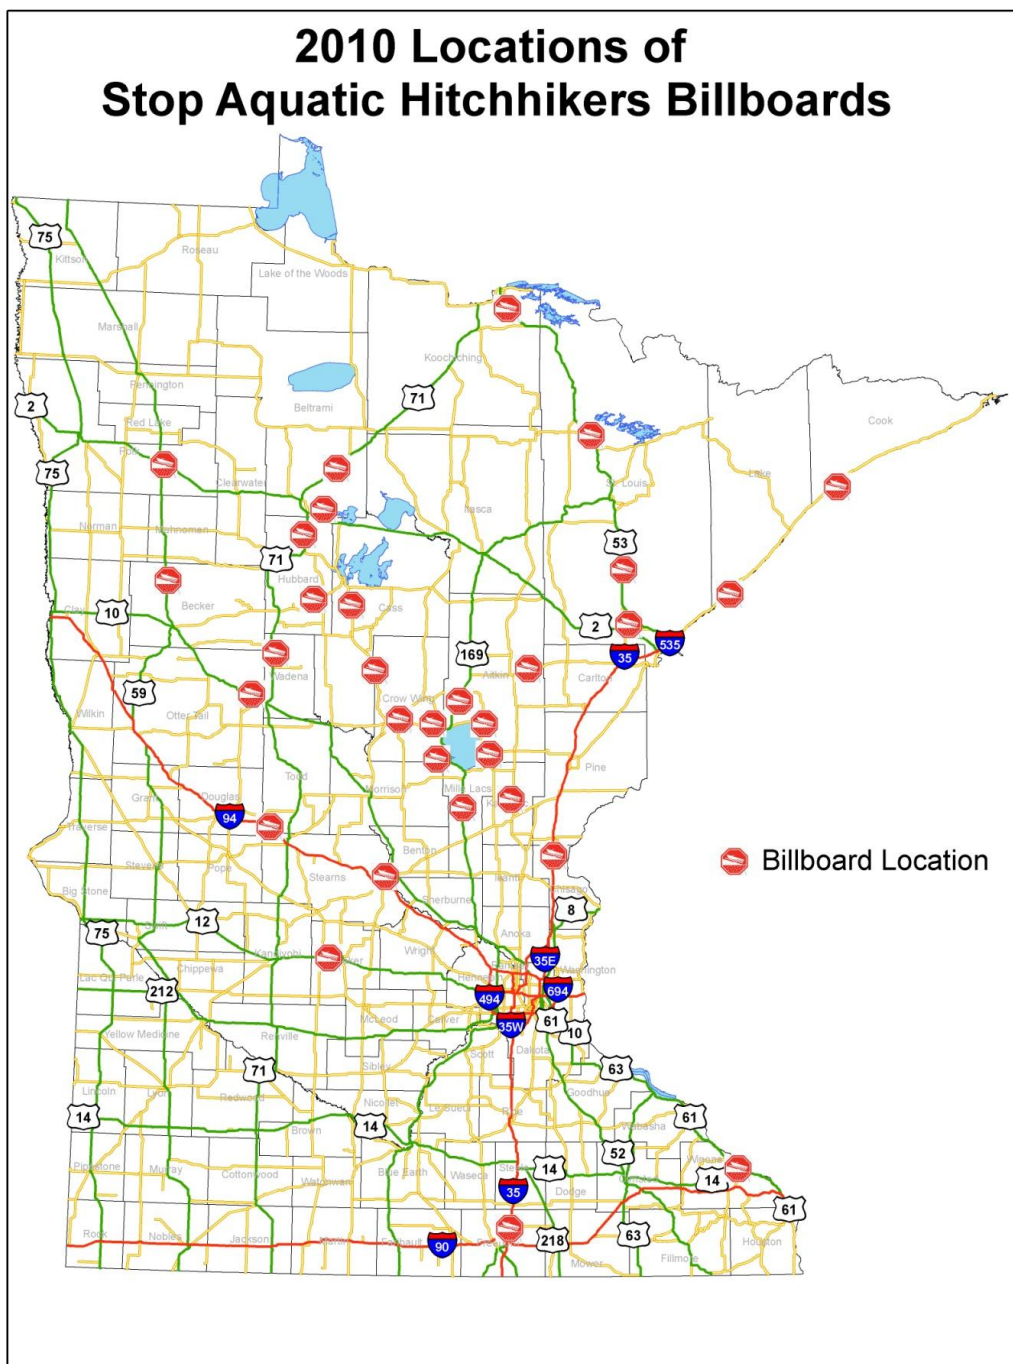 2010 Locations of
Stop Aquatic Hitchhikers Billboards
75
Kittson
Roseau
Lake of the Woods
Marshall
Koochiching
Pennington
71
2
Beltrami
Cook
Red Lake
Polk
75
Clearwater
Lake
St. Louis
Itasca
Norman
Mahnomen
53
71
Hubbard
Becker
Cass
Clay
10
2
535
169
35
Wadena
Aitkin
Carlton
59
Crow Wing
Wilkin
Otter Tail
Pine
Todd
Morrison
Mille Lacs
Grant
Douglas
94
Traverse
Benton
Stevens
Pope
Billboard Location
Stearns
Big Stone
Chisago
Sherburne
8
12
75
Anoka
Wright
Kandiyohi
35E
Chippewa
Washington
Lac Qui Parle
Hennepin
212
494
694
McLeod
Carver
61
35W
10
Yellow Medicine
Renville
Scott
Dakota
Sibley
71
63
Lincoln
Lyon
Redwood
Goodhue
Nicollet
Le Sueur
Rice
14
61
14
Brown
Wabasha
52
Pipestone
Murray
Cottonwood
Watonwan
Blue Earth
Waseca
Steele
14
Winona
14
Dodge
35
61
Rock
Nobles
Jackson
Martin
Faribault
90
218
63
Houston
Fillmore
Mower